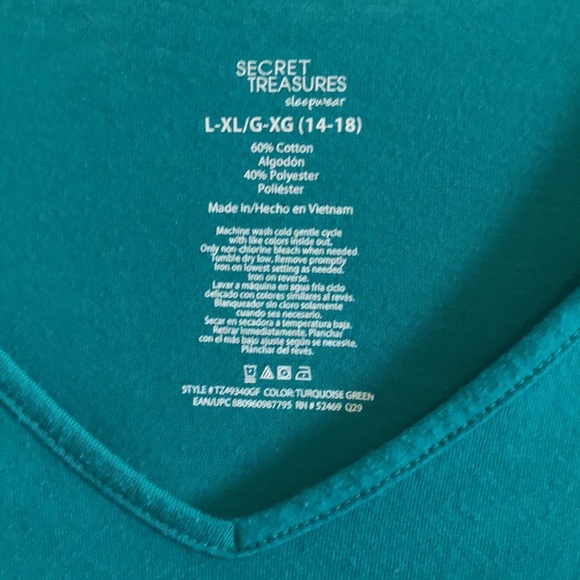 SECRET
TREASURES
sleepwear
L-XL/G-XG (14-18)
60% Cotton
Algodón
40% Polyester
Poliéster
Made in/Hecho en Vietnam
Machine wash cold gentle cycle
with like colors inside out.
Only non-chlorine bleach when needed.
Tumble dry low. Remove promptly
Iron on lowest setting as needed.
Iron on reverse.
Lavar a máquina en agua fría ciclo
delicado con colores similares al revés.
Blanqueador sin cloro solamente
cuando sea necesario.
Secar en secadora a temperatura baja.
Retirar inmediatamente. Planchar
con el más bajo ajuste según se necesite.
Planchar del revés.
STYLE # TZ49340GF COLOR: TURQUOISE GREEN
EAN/UPC 880960987795 RN # 52469 Q29